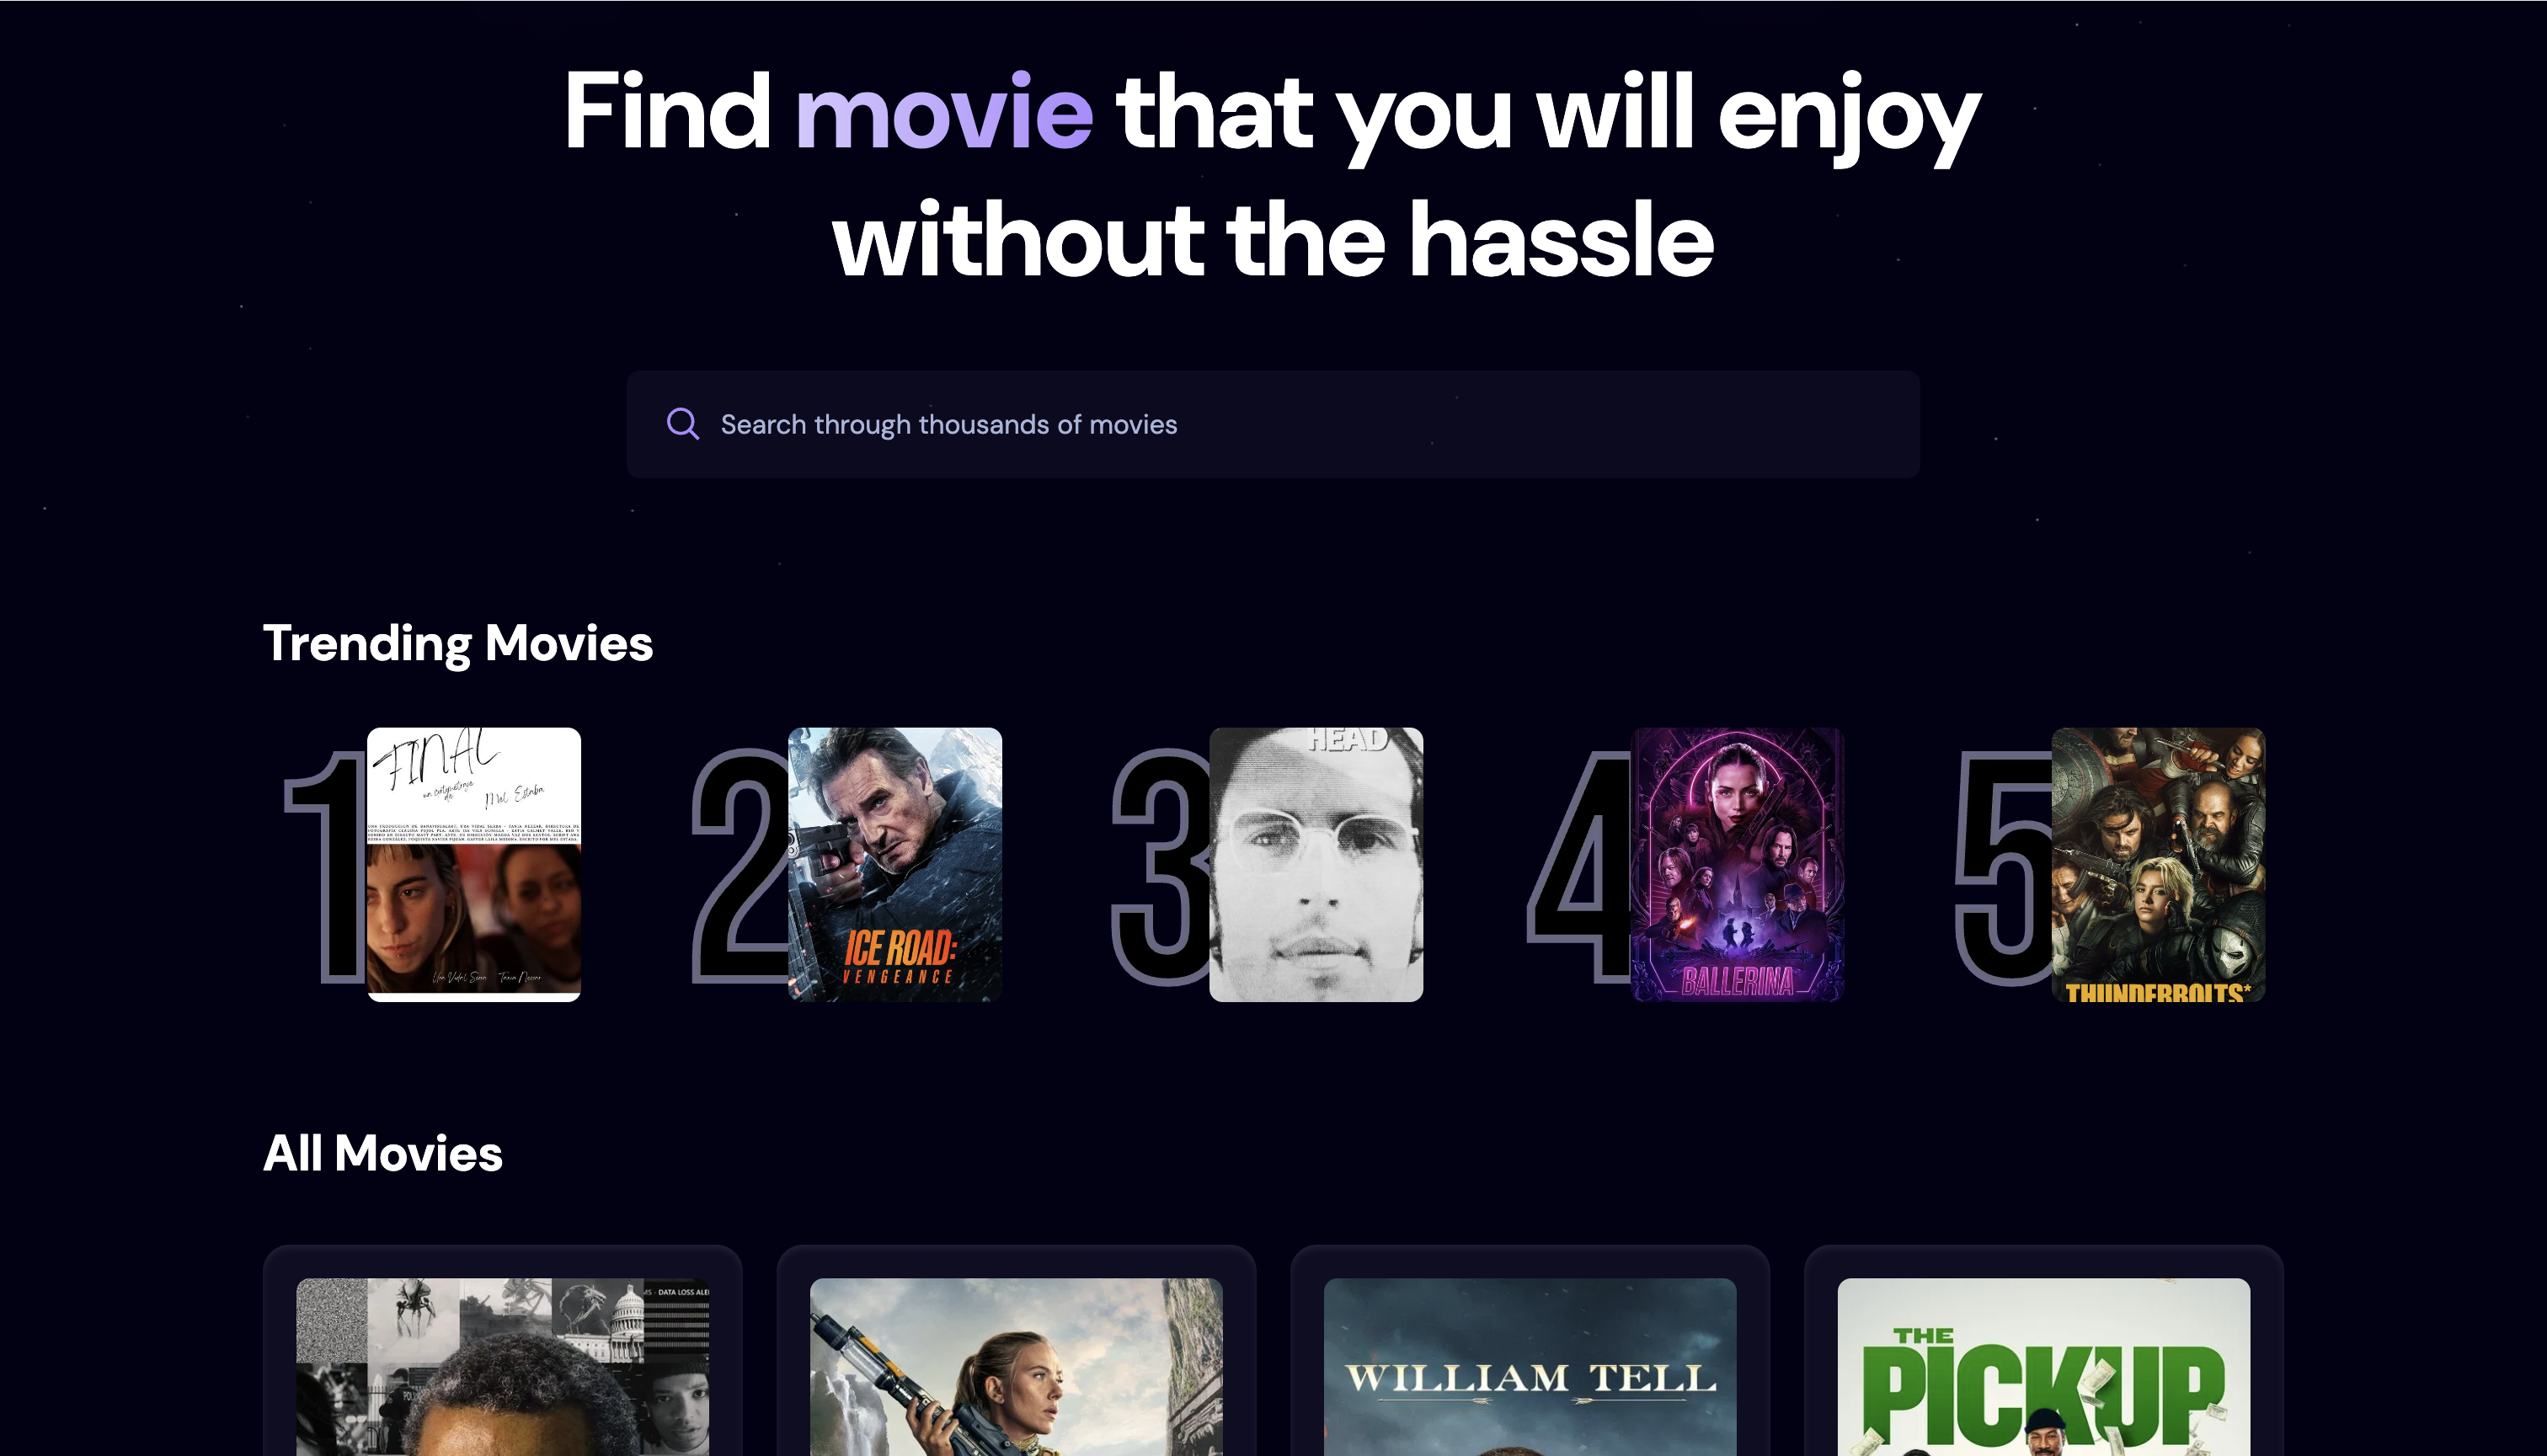 Find movie that you will enjoy
without the hassle
Search through thousands of movies
Trending Movies
1
FINAL
un cortometraje
de
Mel Estaba
2
ICE ROAD:
VENGEANCE
3
HEAD
4
BALLERINA
5
THUNDERBOLTS*
All Movies
DATA LOSS ALE
WILLIAM TELL
THE
PICKUP